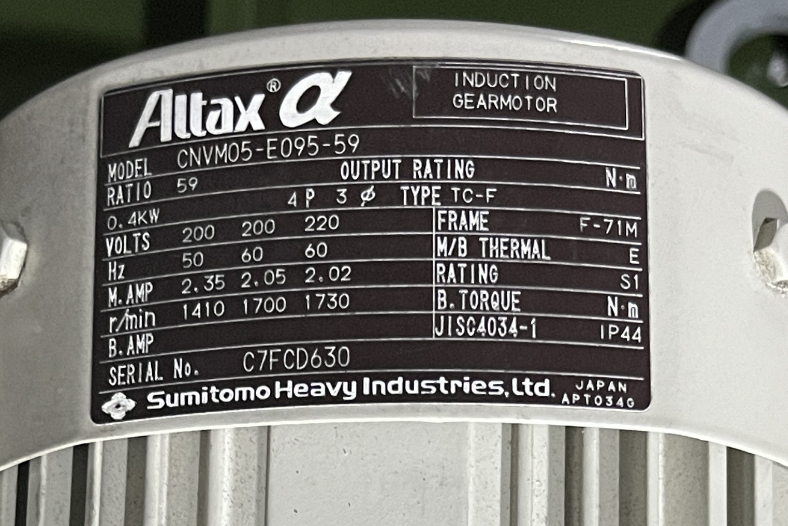 Altax® α
INDUCTION
GEARMOTOR
MODEL CNVM05-E095-59
RATIO 59 OUTPUT RATING N·m
0.4KW 4P 3 ø TYPE TC-F
VOLTS 200 200 220 FRAME F-71M
Hz 50 60 60 M/B THERMAL E
M.AMP 2.35 2.05 2.02 RATING S1
r/min 1410 1700 1730 B.TORQUE N·m
B.AMP JISC4034-1 IP44
SERIAL No. C7FCD630
Sumitomo Heavy Industries, Ltd. JAPAN
APT034G